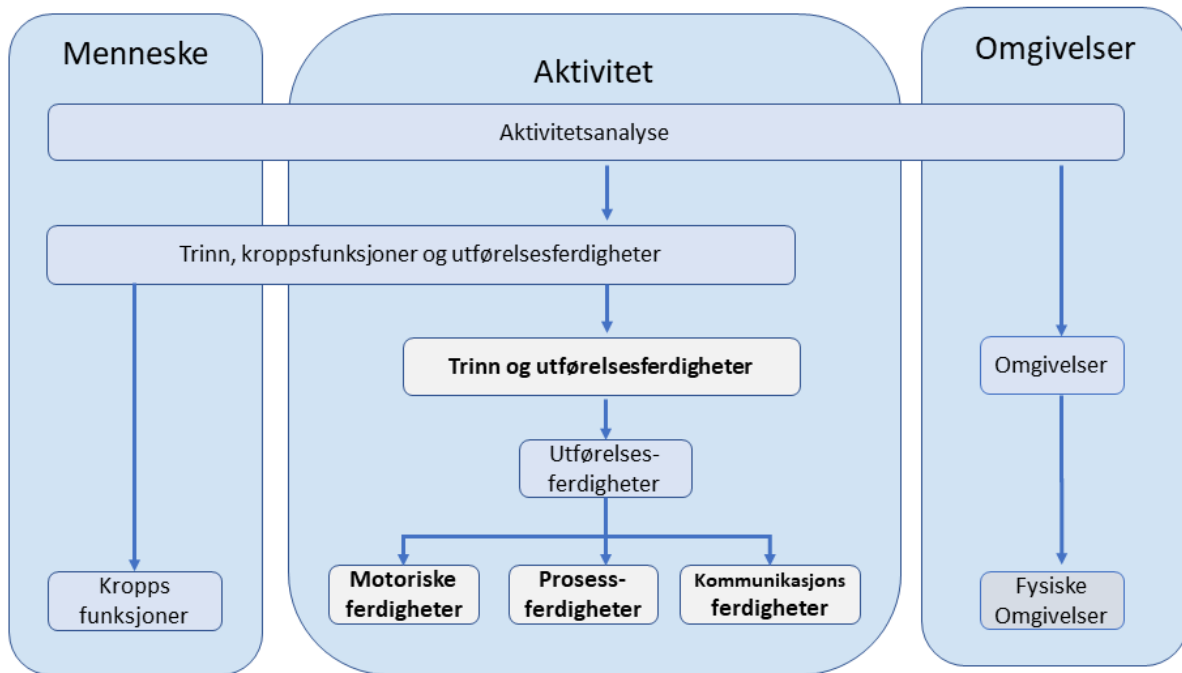 Menneske
Aktivitet
Omgivelser
Aktivitetsanalyse
Trinn, kroppsfunksjoner og utførelsesferdigheter
Trinn og utførelsesferdigheter
Omgivelser
Utførelses-
ferdigheter
Kropps
funksjoner
Motoriske
ferdigheter
Prosess-
ferdigheter
Kommunikasjons
ferdigheter
Fysiske
Omgivelser